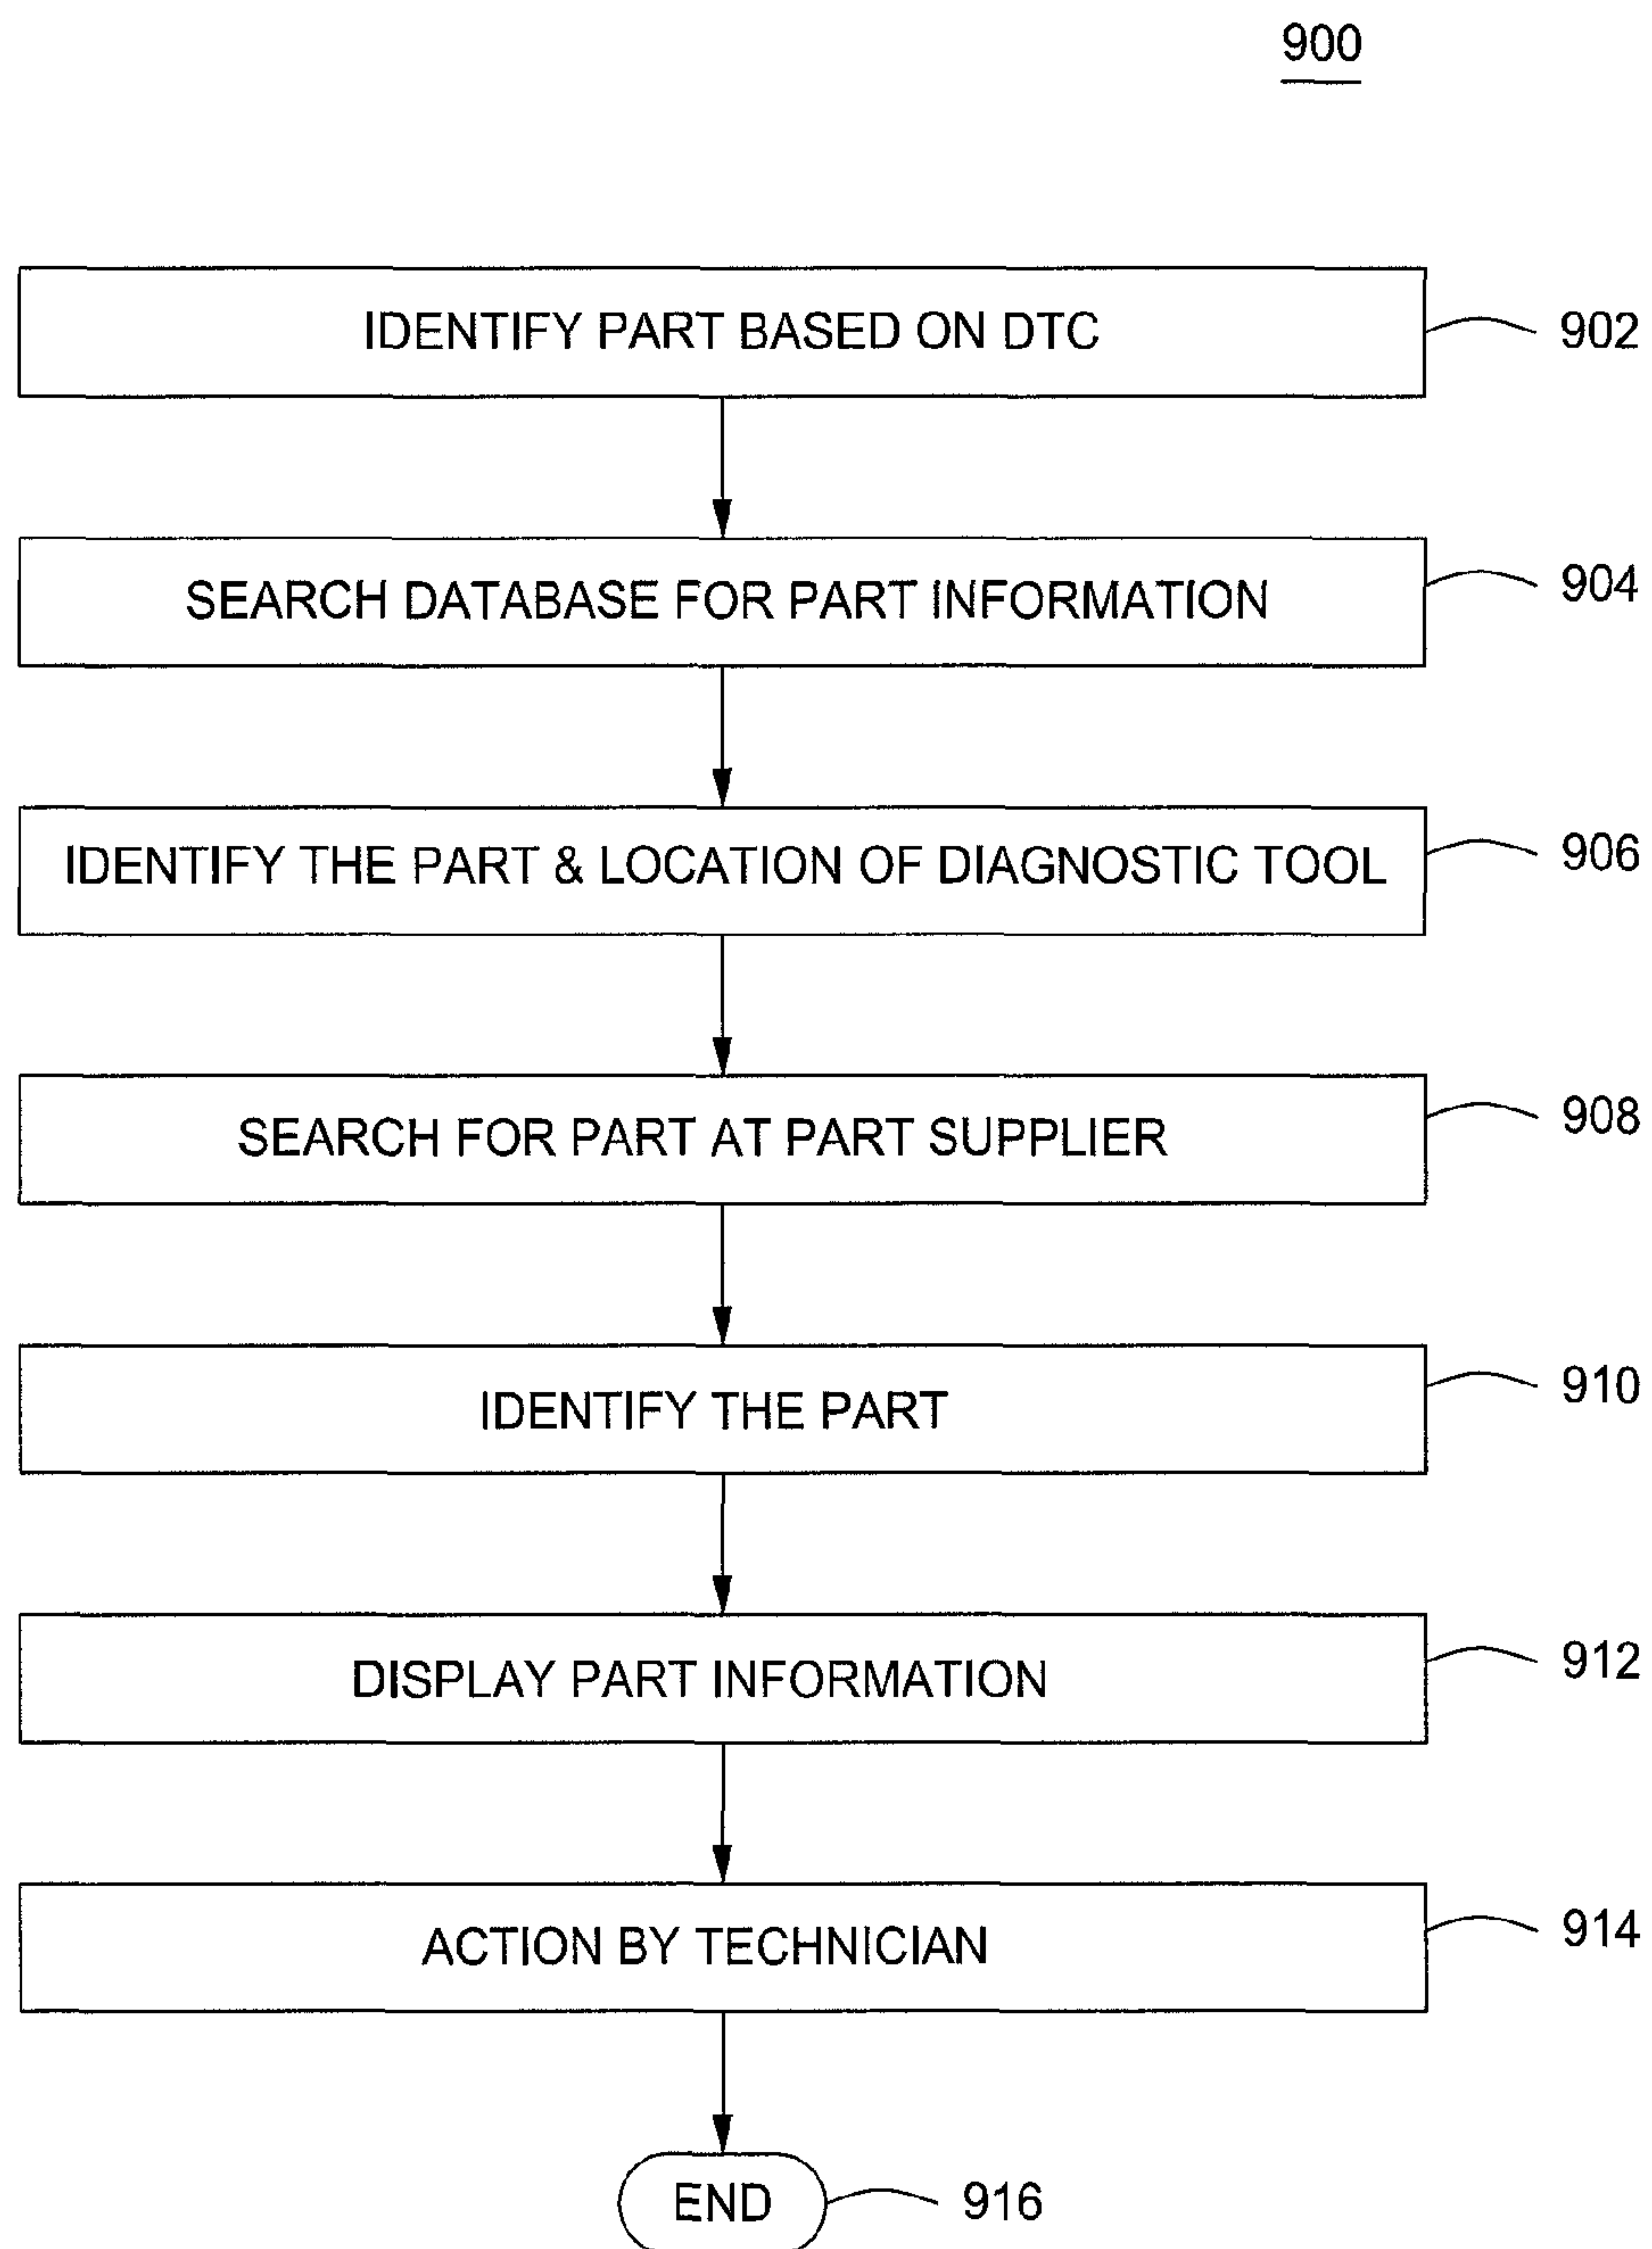 900
IDENTIFY PART BASED ON DTC
902
SEARCH DATABASE FOR PART INFORMATION
904
IDENTIFY THE PART & LOCATION OF DIAGNOSTIC TOOL
906
SEARCH FOR PART AT PART SUPPLIER
908
IDENTIFY THE PART
910
DISPLAY PART INFORMATION
912
ACTION BY TECHNICIAN
914
END
916